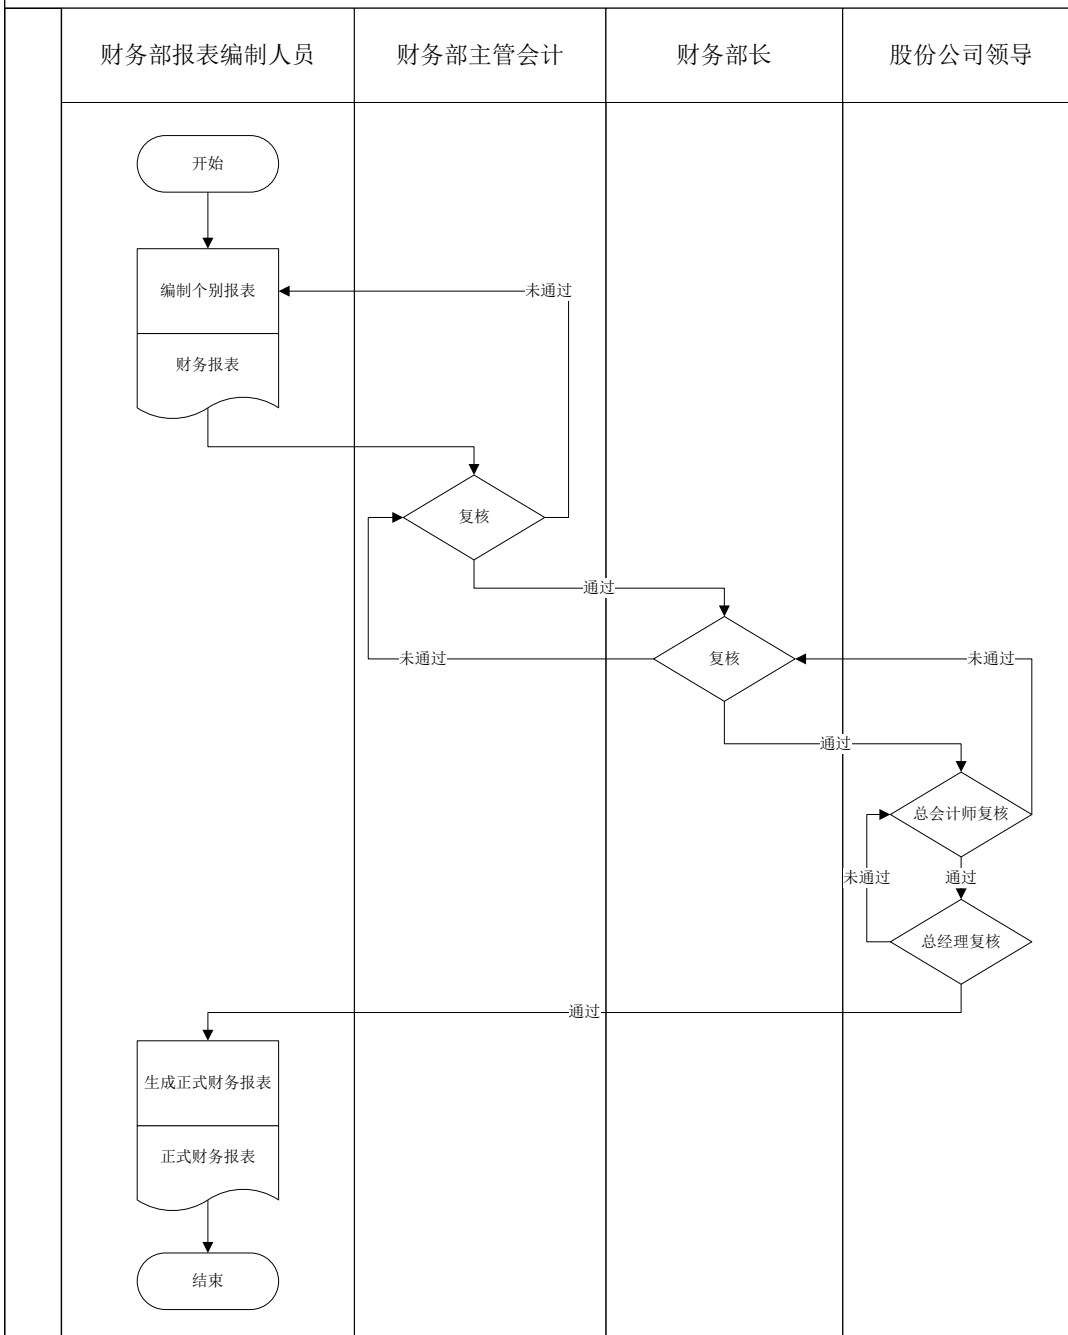 财务部报表编制人员
财务部主管会计
财务部长
股份公司领导
开始
编制个别报表
未通过
财务报表
复核
通过
未通过
复核
未通过
通过
总会计师复核
未通过
通过
总经理复核
通过
生成正式财务报表
正式财务报表
结束